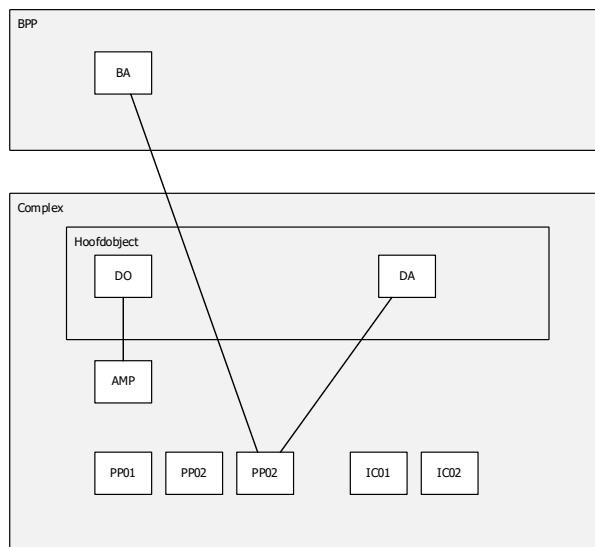 BPP
BA
Complex
Hoofdobject
DO
DA
AMP
PP01
PP02
PP02
IC01
IC02